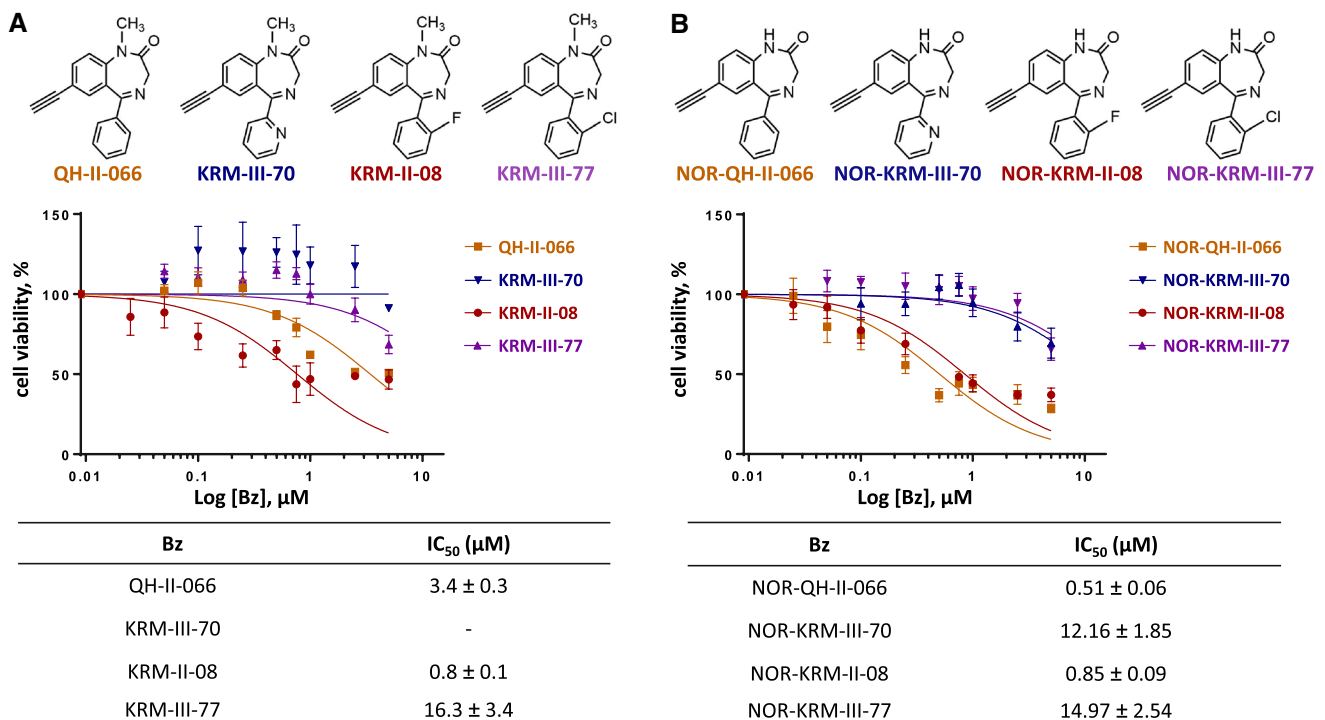 A
CH3
N
O
N
CH3
N
O
N
N
CH3
N
O
N
F
CH3
N
O
N
Cl
QH-II-066
KRM-III-70
KRM-II-08
KRM-III-77
cell viability, %
150
100
50
0
0.01
0.1
1
10
Log [Bz], μM
QH-II-066
KRM-III-70
KRM-II-08
KRM-III-77
Bz IC50 (μM)
QH-II-066 3.4 ± 0.3
KRM-III-70 -
KRM-II-08 0.8 ± 0.1
KRM-III-77 16.3 ± 3.4
B
H
N
O
N
H
N
O
N
N
H
N
O
N
F
H
N
O
N
Cl
NOR-QH-II-066
NOR-KRM-III-70
NOR-KRM-II-08
NOR-KRM-III-77
cell viability, %
150
100
50
0
0.01
0.1
1
10
Log [Bz], μM
NOR-QH-II-066
NOR-KRM-III-70
NOR-KRM-II-08
NOR-KRM-III-77
Bz IC50 (μM)
NOR-QH-II-066 0.51 ± 0.06
NOR-KRM-III-70 12.16 ± 1.85
NOR-KRM-II-08 0.85 ± 0.09
NOR-KRM-III-77 14.97 ± 2.54